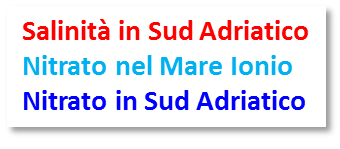 Salinità in Sud Adriatico
Nitrato nel Mare Ionio
Nitrato in Sud Adriatico